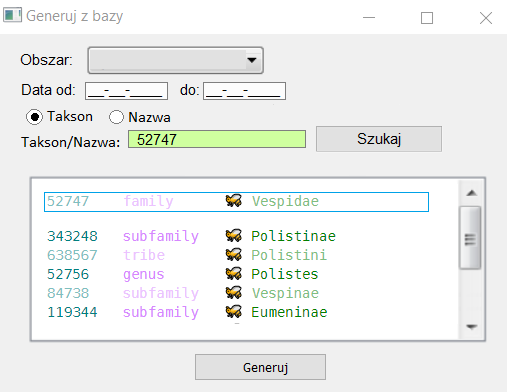 Generuj z bazy
Obszar:
Data od: __-__-____ do: __-__-____
Takson Nazwa
Takson/Nazwa: 52747 Szukaj
52747 family Vespidae
343248 subfamily Polistinae
638567 tribe Polistini
52756 genus Polistes
84738 subfamily Vespinae
119344 subfamily Eumeninae
Generuj